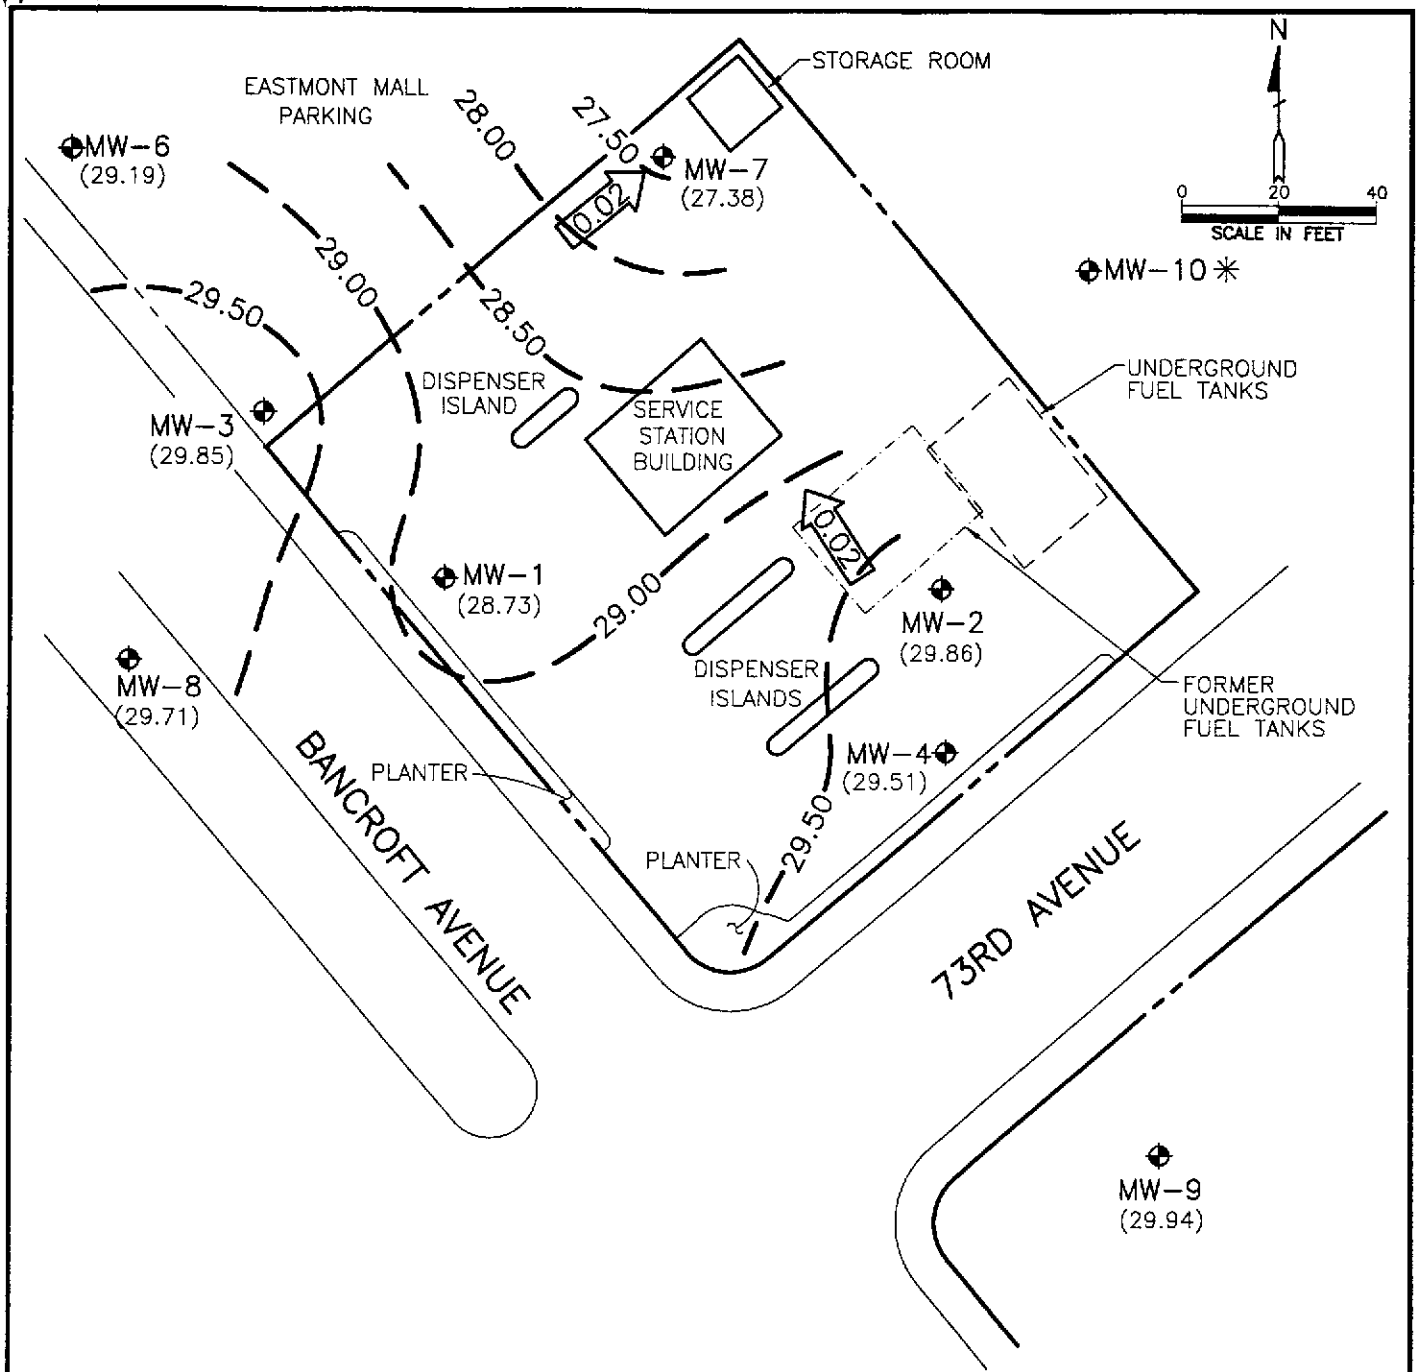 EASTMONT MALL
PARKING
STORAGE ROOM
N
0 20 40
SCALE IN FEET
MW-6
(29.19)
28.00
27.50
MW-7
(27.38)
0.02
MW-10 *
29.00
29.50
28.50
UNDERGROUND
FUEL TANKS
DISPENSER
ISLAND
SERVICE
STATION
BUILDING
MW-3
(29.85)
0.02
MW-1
(28.73)
29.00
MW-2
(29.86)
DISPENSER
ISLANDS
MW-8
(29.71)
FORMER
UNDERGROUND
FUEL TANKS
BANCROFT AVENUE
PLANTER
MW-4
(29.51)
29.50
PLANTER
73RD AVENUE
MW-9
(29.94)